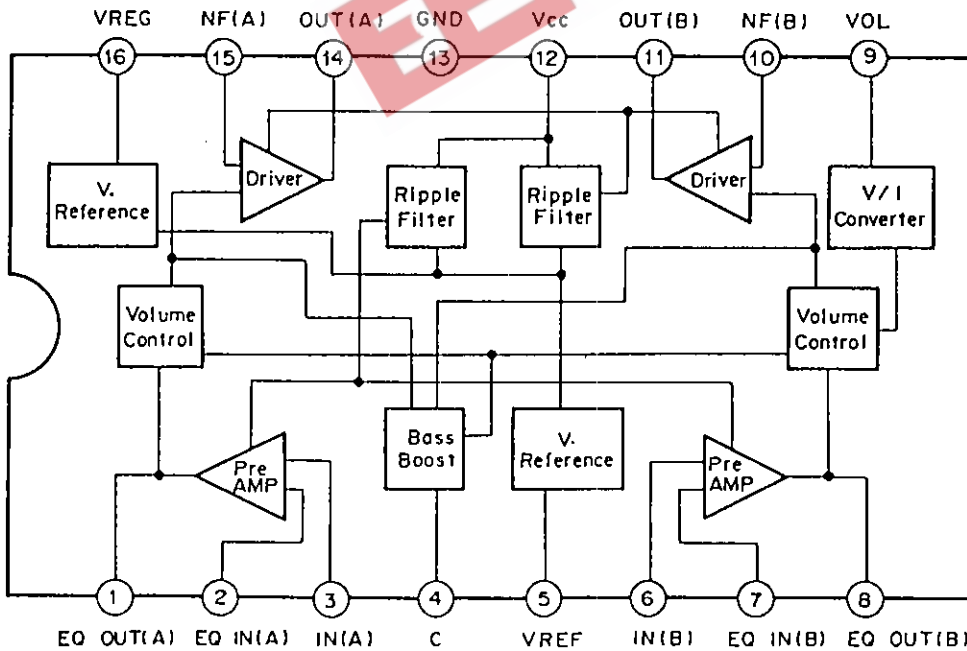 VREG NF(A) OUT(A) GND Vcc OUT(B) NF(B) VOL
16 15 14 13 12 11 10 9
V.
Reference
Driver
Ripple
Filter
Ripple
Filter
Driver
V/I
Converter
Volume
Control
Volume
Control
Pre
AMP
Bass
Boost
V.
Reference
Pre
AMP
1 2 3 4 5 6 7 8
EQ OUT(A) EQ IN(A) IN(A) C VREF IN(B) EQ IN(B) EQ OUT(B)